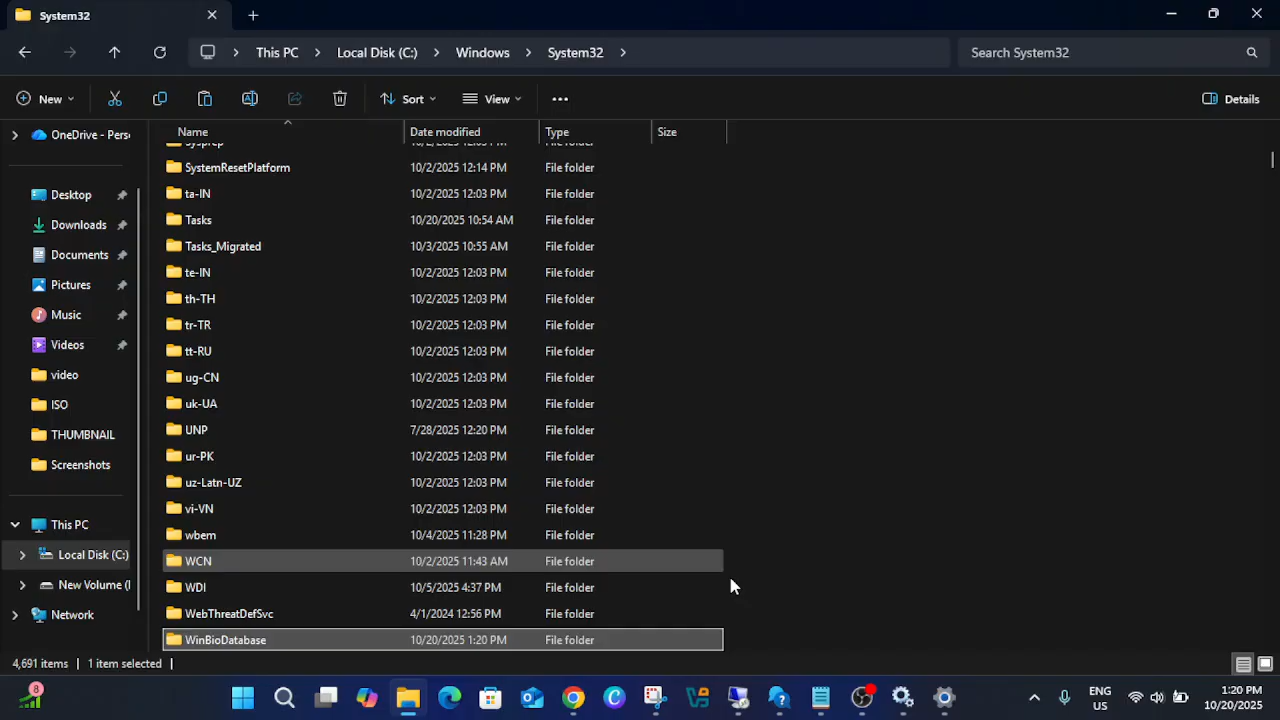 System32
This PC > Local Disk (C:) > Windows > System32 >
Search System32
New
Sort
View
Details
OneDrive - Pers
Desktop
Downloads
Documents
Pictures
Music
Videos
video
ISO
THUMBNAIL
Screenshots
This PC
Local Disk (C:)
New Volume (
Network
Name Date modified Type Size
Sysprep 10/2/2025 12:03 PM File folder
SystemResetPlatform 10/2/2025 12:14 PM File folder
ta-IN 10/2/2025 12:03 PM File folder
Tasks 10/20/2025 10:54 AM File folder
Tasks_Migrated 10/3/2025 10:55 AM File folder
te-IN 10/2/2025 12:03 PM File folder
th-TH 10/2/2025 12:03 PM File folder
tr-TR 10/2/2025 12:03 PM File folder
tt-RU 10/2/2025 12:03 PM File folder
ug-CN 10/2/2025 12:03 PM File folder
uk-UA 10/2/2025 12:03 PM File folder
UNP 7/28/2025 12:20 PM File folder
ur-PK 10/2/2025 12:03 PM File folder
uz-Latn-UZ 10/2/2025 12:03 PM File folder
vi-VN 10/2/2025 12:03 PM File folder
wbem 10/4/2025 11:28 PM File folder
WCN 10/2/2025 11:43 AM File folder
WDI 10/5/2025 4:37 PM File folder
WebThreatDefSvc 4/1/2024 12:56 PM File folder
WinBioDatabase 10/20/2025 1:20 PM File folder
4,691 items 1 item selected
8
ENG
US
1:20 PM
10/20/2025